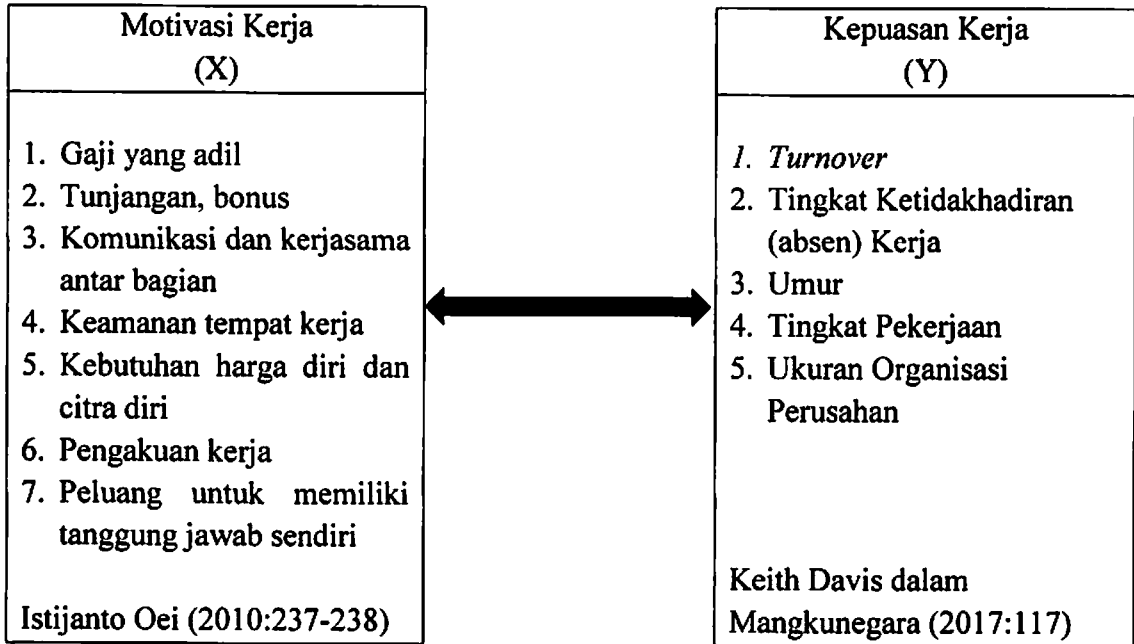 Motivasi Kerja
(X)
1. Gaji yang adil
2. Tunjangan, bonus
3. Komunikasi dan kerjasama
antar bagian
4. Keamanan tempat kerja
5. Kebutuhan harga diri dan
citra diri
6. Pengakuan kerja
7. Peluang untuk memiliki
tanggung jawab sendiri
Istijanto Oei (2010:237-238)
Kepuasan Kerja
(Y)
1. Turnover
2. Tingkat Ketidakhadiran
(absen) Kerja
3. Umur
4. Tingkat Pekerjaan
5. Ukuran Organisasi
Perusahan
Keith Davis dalam
Mangkunegara (2017:117)